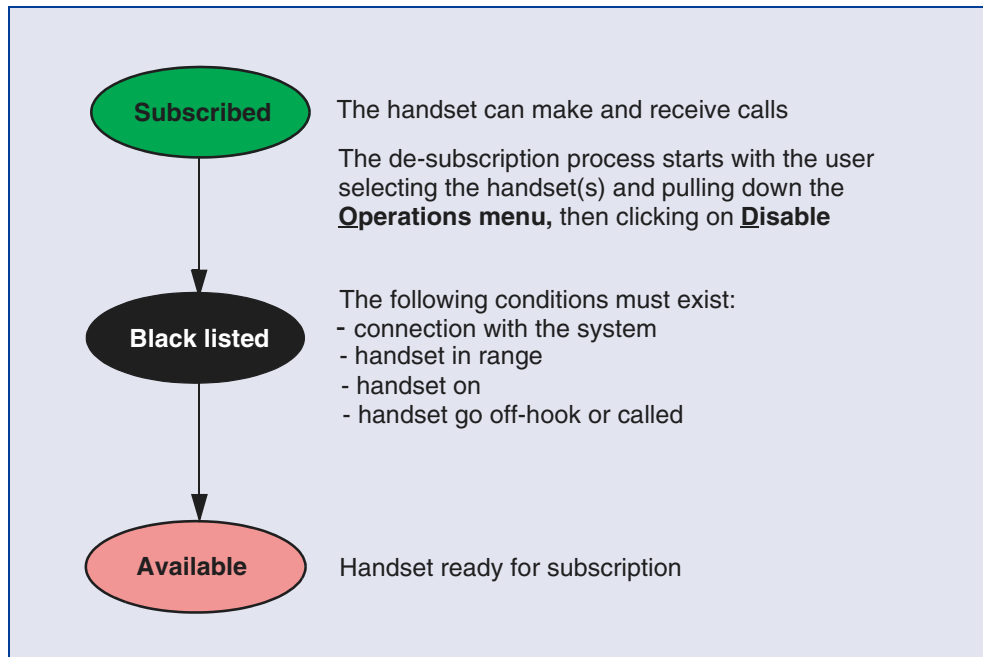 Subscribed
The handset can make and receive calls
The de-subscription process starts with the user
selecting the handset(s) and pulling down the
Operations menu, then clicking on Disable
Black listed
The following conditions must exist:
- connection with the system
- handset in range
- handset on
- handset go off-hook or called
Available
Handset ready for subscription